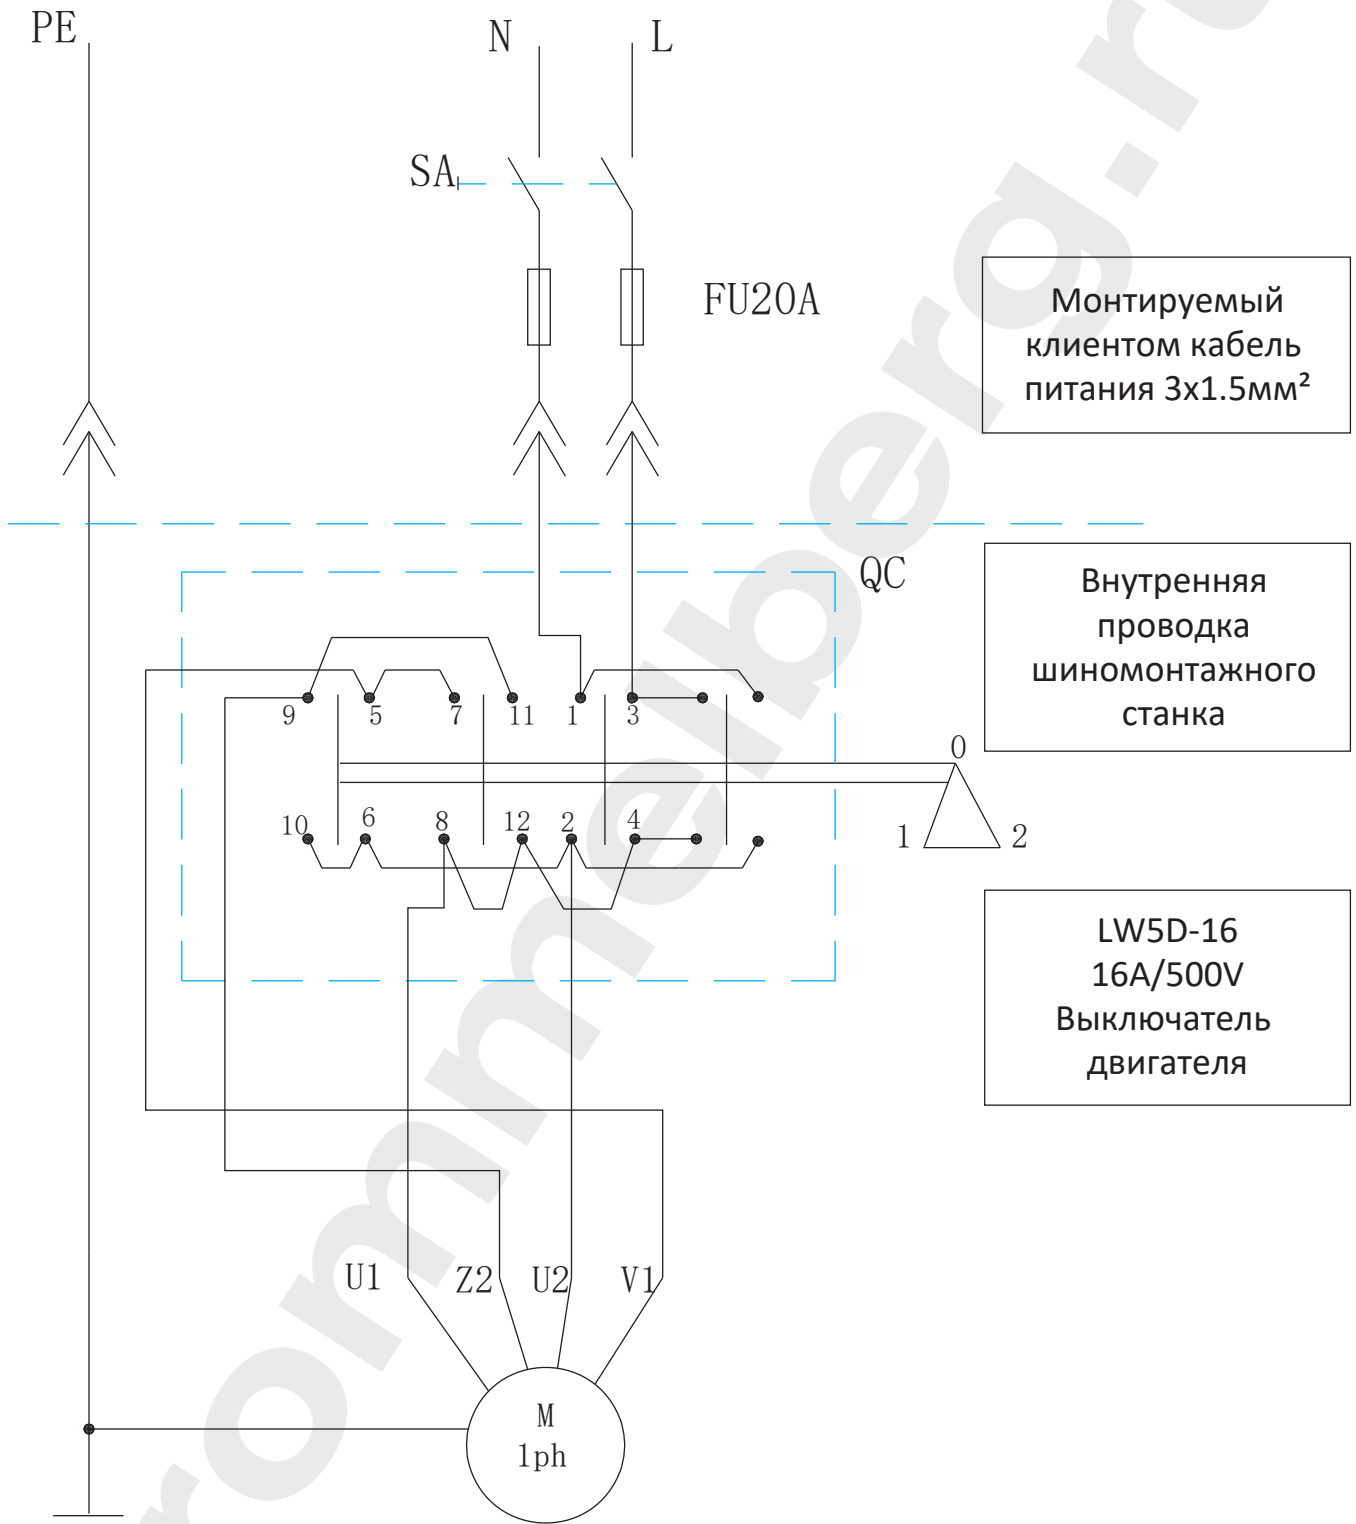 PE
N
L
SA
FU20A
Монтируемый
клиентом кабель
питания 3x1.5мм²
QC
Внутренняя
проводка
шиномонтажного
станка
9 5 7 11 1 3
0
10 6 8 12 2 4
1 2
LW5D-16
16A/500V
Выключатель
двигателя
U1 Z2 U2 V1
M
1ph
rommelberg.ru